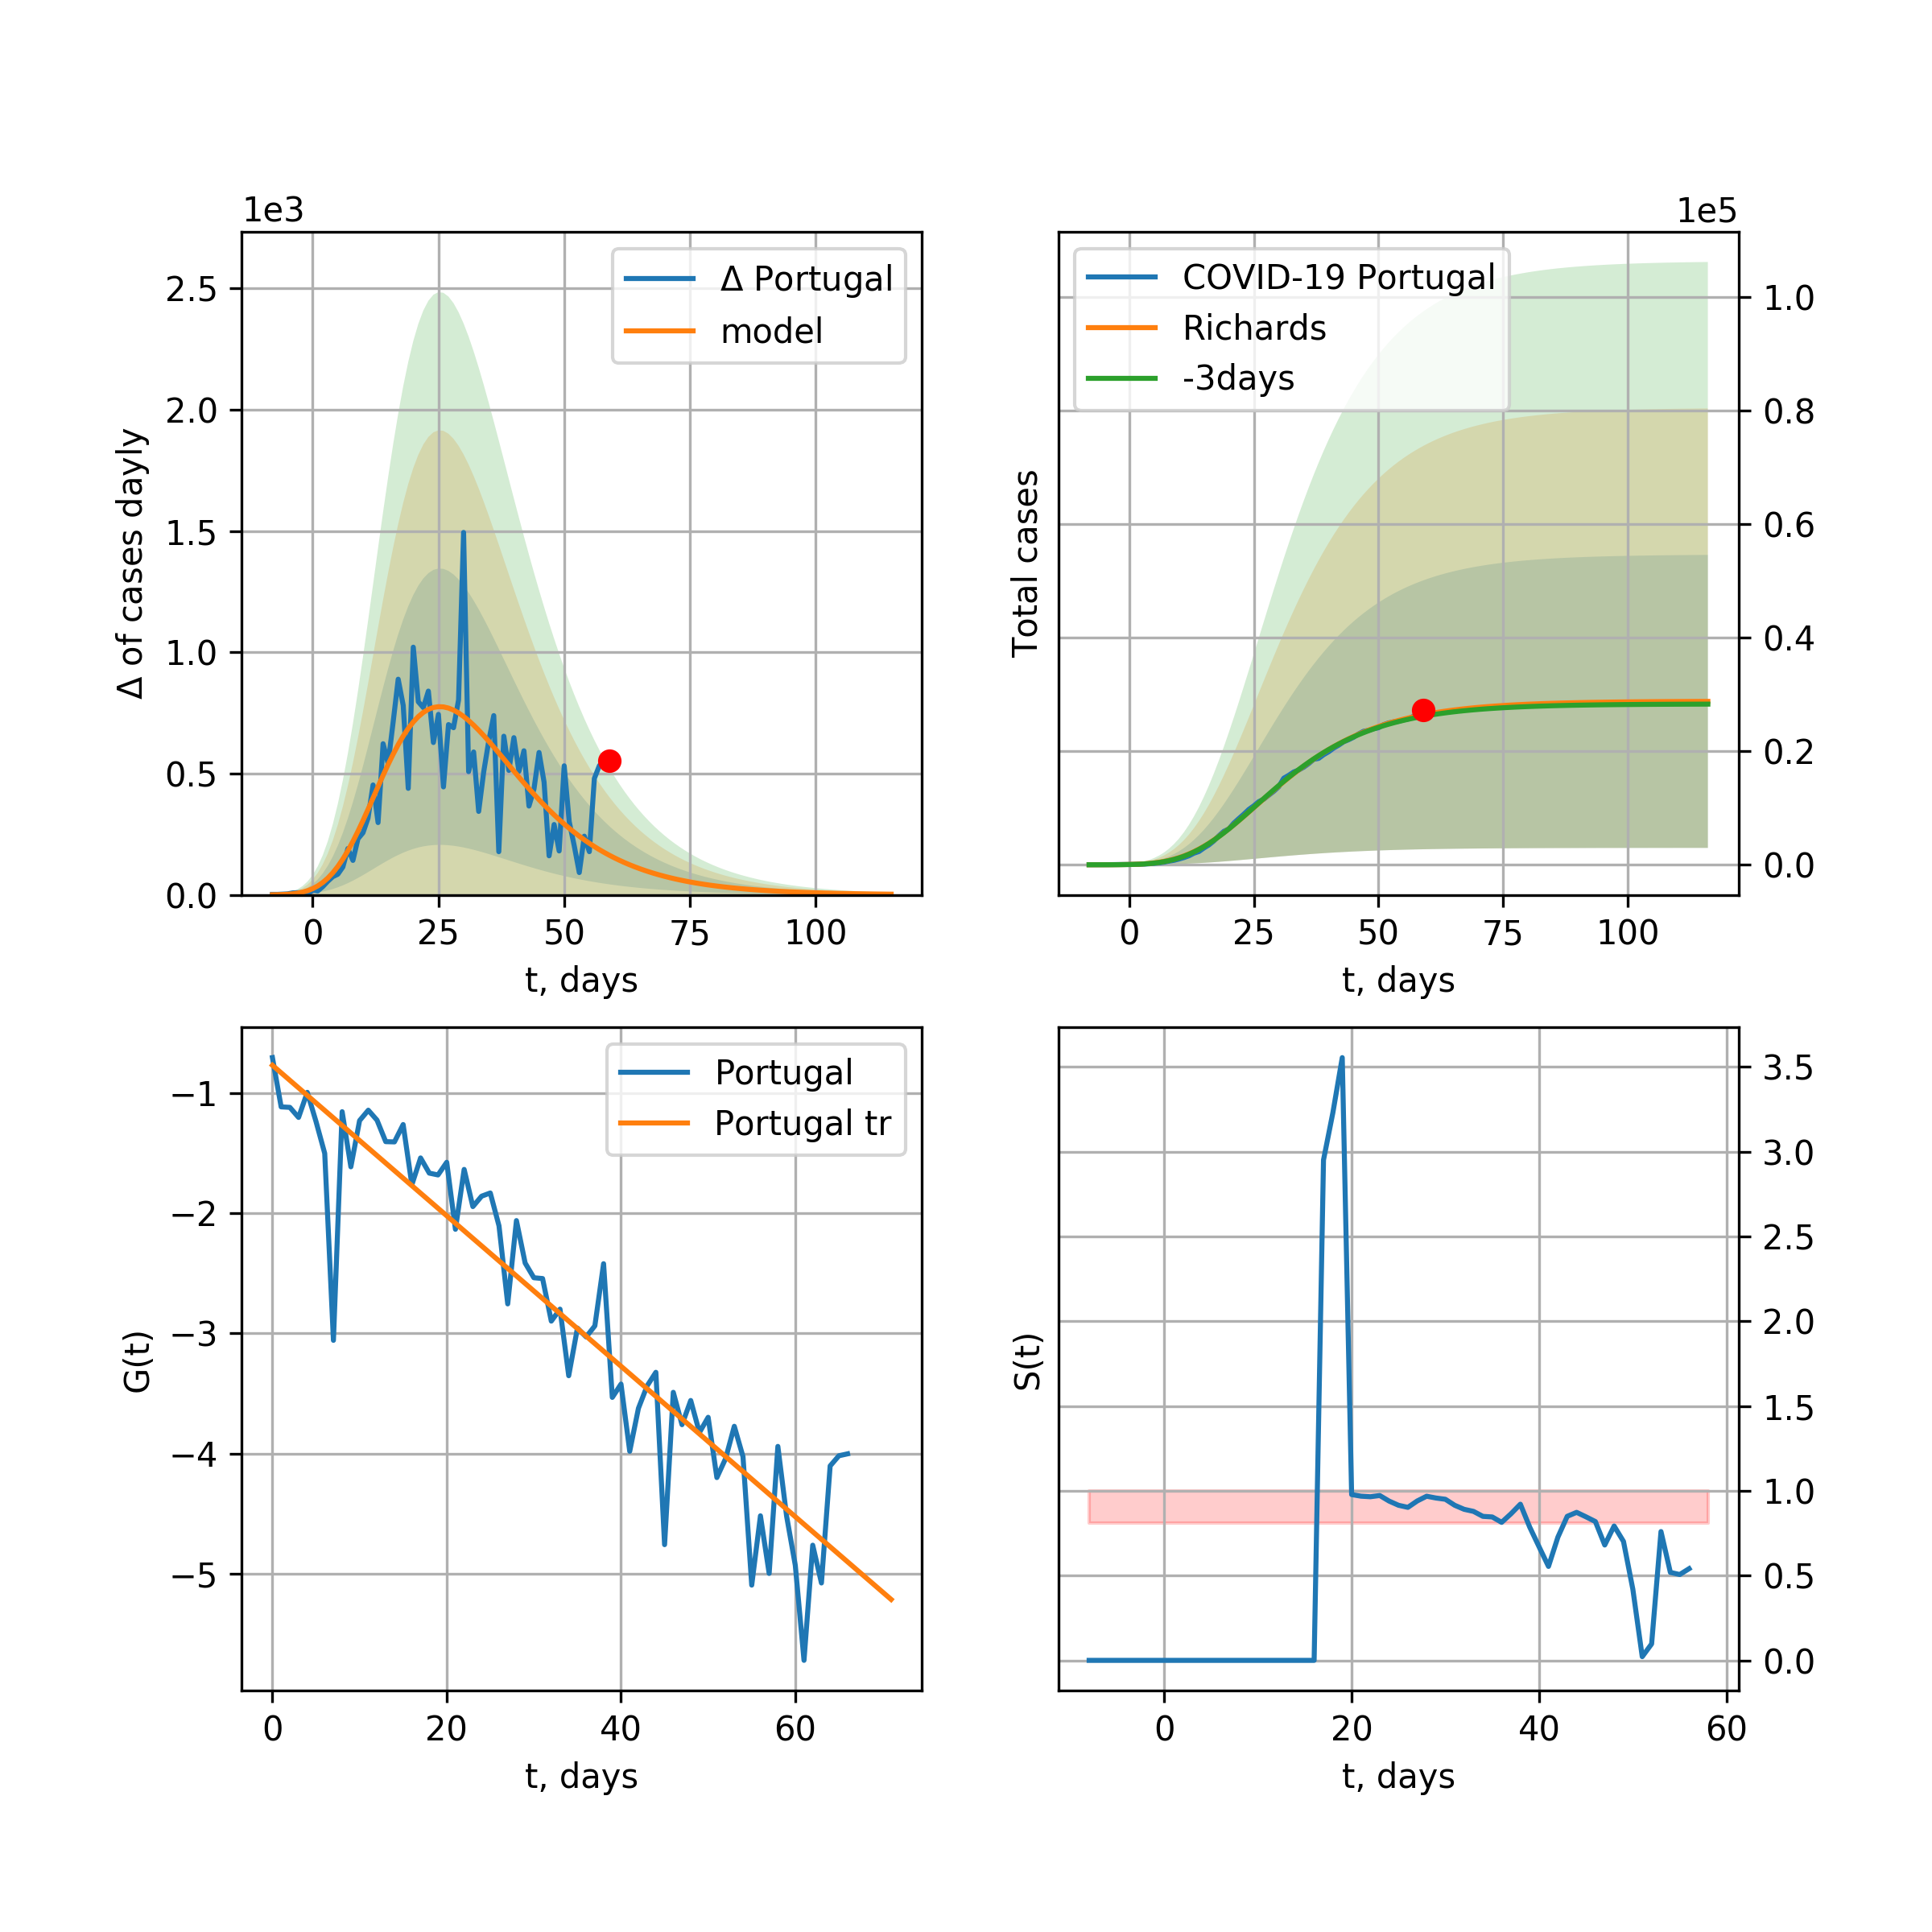 1e3
2.5
2.0
1.5
1.0
0.5
0.0
Δ of cases dayly
Δ Portugal
model
0 25 50 75 100
t, days
1e5
COVID-19 Portugal
Richards
-3days
Total cases
1.0
0.8
0.6
0.4
0.2
0.0
0 25 50 75 100
t, days
Portugal
Portugal tr
−1
−2
−3
−4
−5
G(t)
0 20 40 60
t, days
S(t)
3.5
3.0
2.5
2.0
1.5
1.0
0.5
0.0
0 20 40 60
t, days